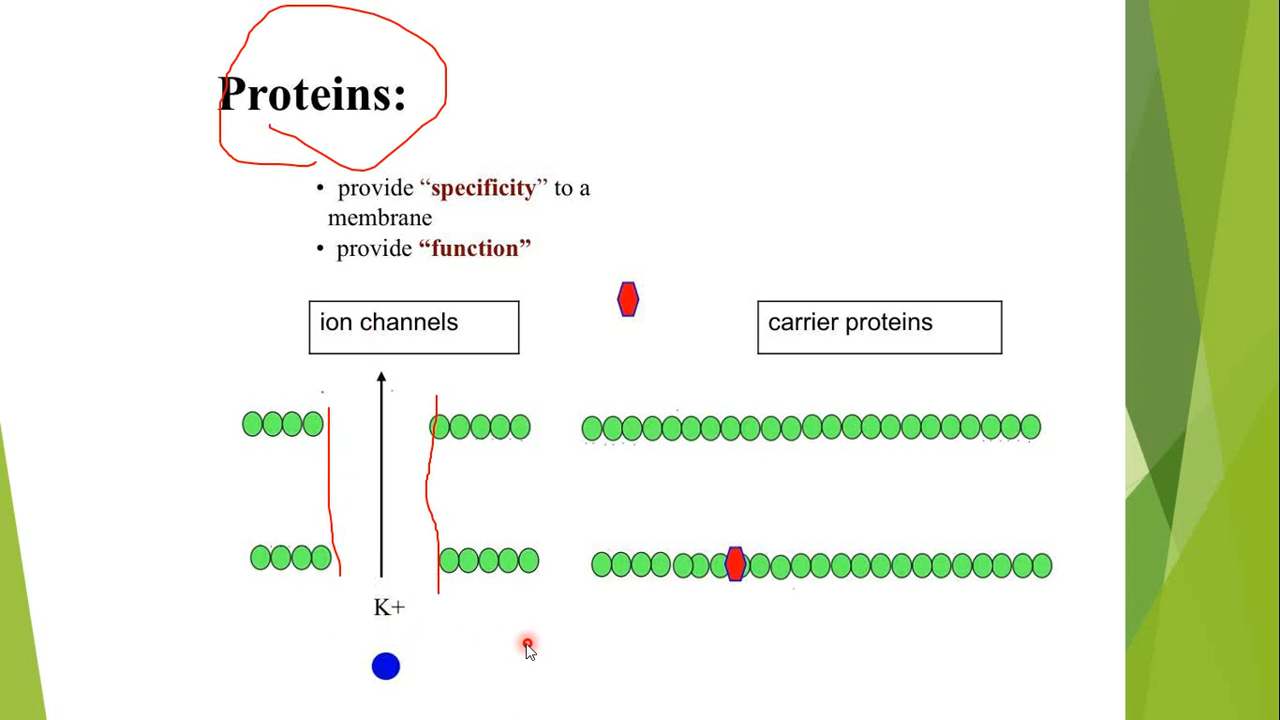 Proteins:
• provide “specificity” to a
membrane
• provide “function”
ion channels
carrier proteins
K+